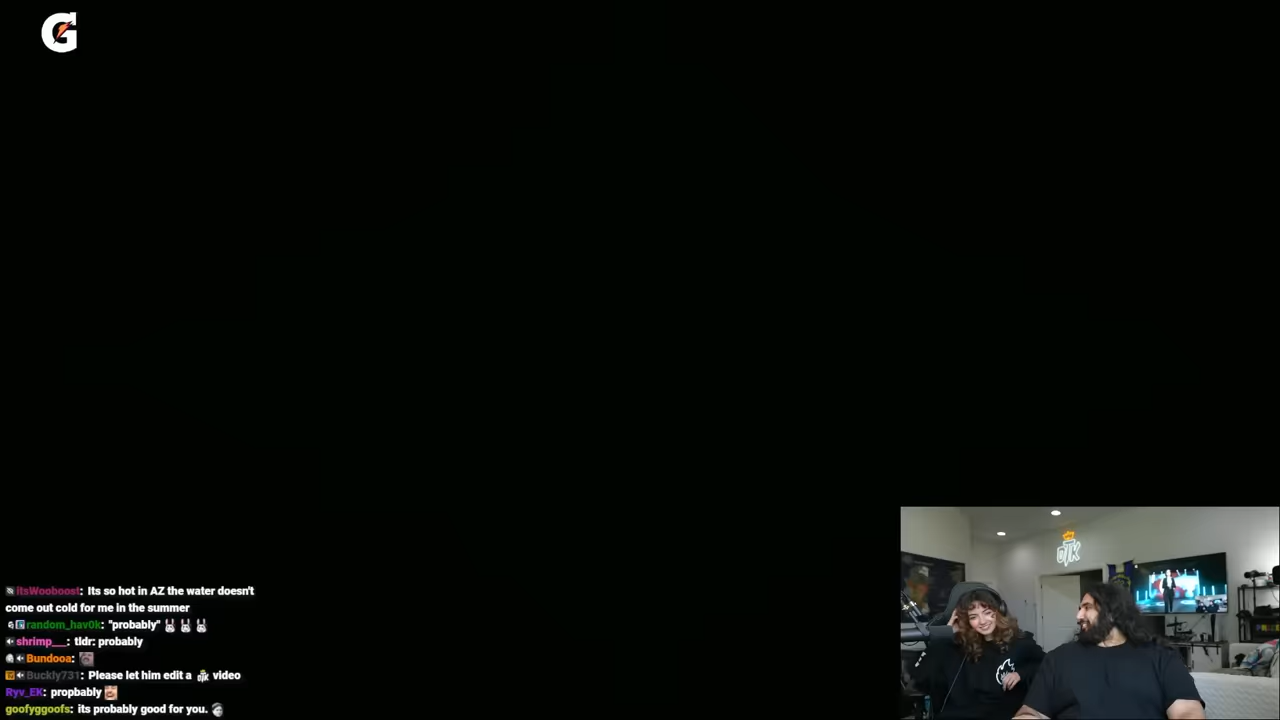 G
itsWooboost: Its so hot in AZ the water doesn't
come out cold for me in the summer
random_hav0k: "probably"
shrimp___: tldr: probably
Bundooa:
Buckly731: Please let him edit a video
Ryv_EK: propbably
goofyggoofs: its probably good for you.
DTK